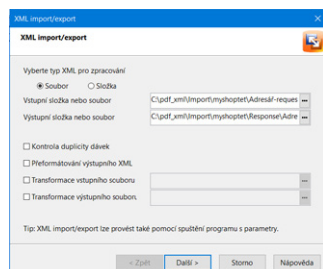 XML import/export
XML import/export
Vyberte typ XML pro zpracování
Soubor Složka
Vstupní složka nebo soubor C:\pdf_xml\Import\myshoptet\Adresář-reques ...
Výstupní složka nebo soubor C:\pdf_xml\Import\myshoptet\Response\Adre ...
Kontrola duplicity dávek
Přeformátování výstupního XML
Transformace vstupního souboru ...
Transformace výstupního soubor. ...
Tip: XML import/export lze provést také pomocí spuštění programu s parametry.
< Zpět Další > Storno Nápověda